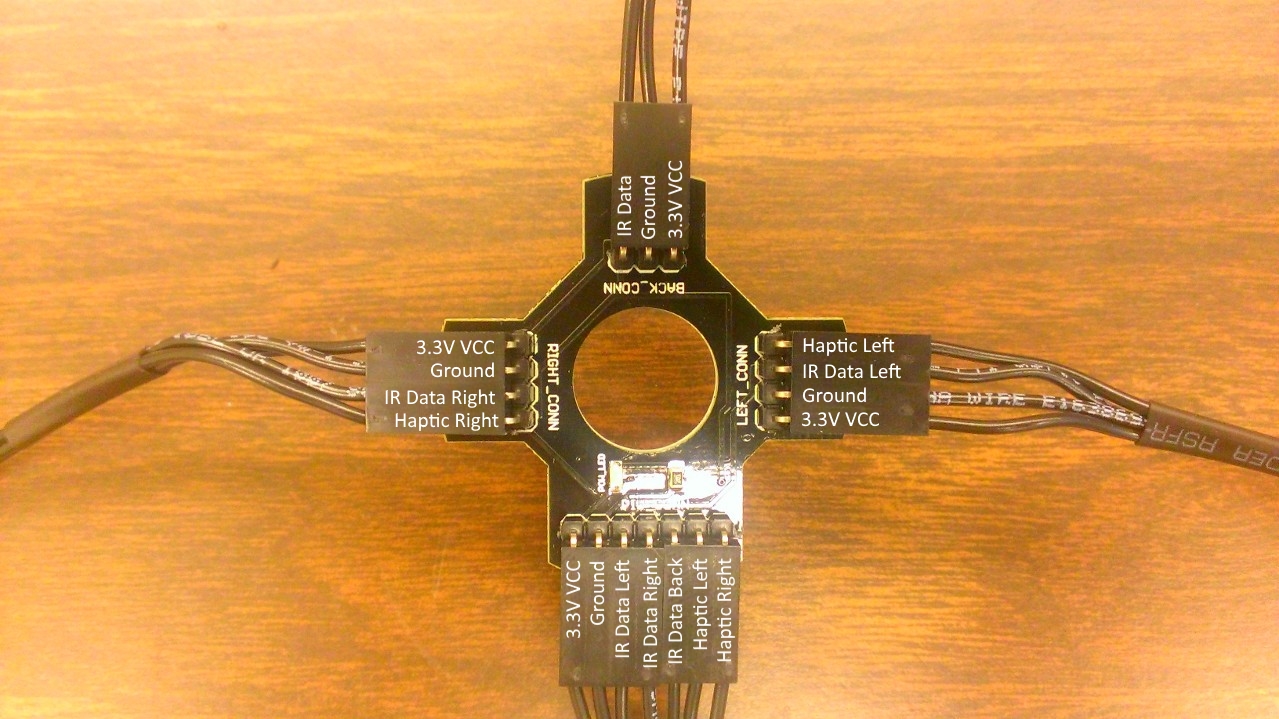 IR Data
Ground
3.3V VCC
BACK_CONN
3.3V VCC
Ground
IR Data Right
Haptic Right
RIGHT_CONN
LEFT_CONN
Haptic Left
IR Data Left
Ground
3.3V VCC
WIRE
POW_LED
3.3V VCC
Ground
IR Data Left
IR Data Right
IR Data Back
Haptic Left
Haptic Right